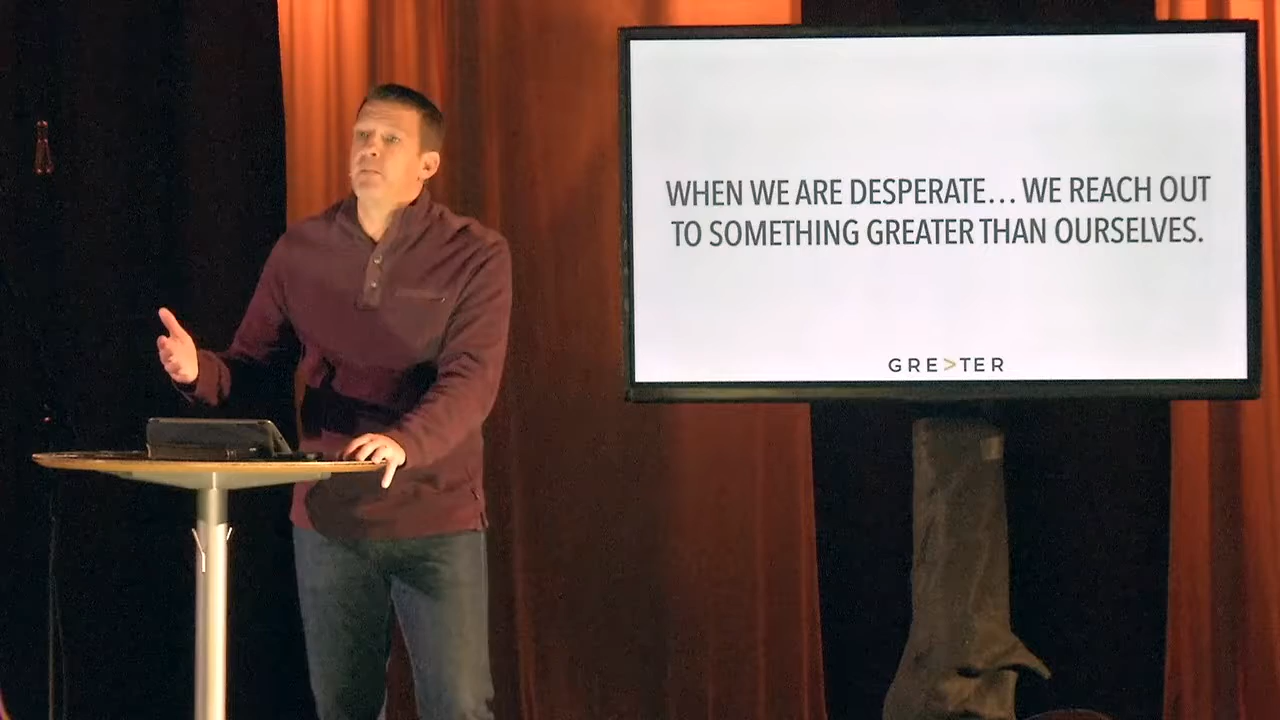 WHEN WE ARE DESPERATE... WE REACH OUT
TO SOMETHING GREATER THAN OURSELVES.
GRE>TER